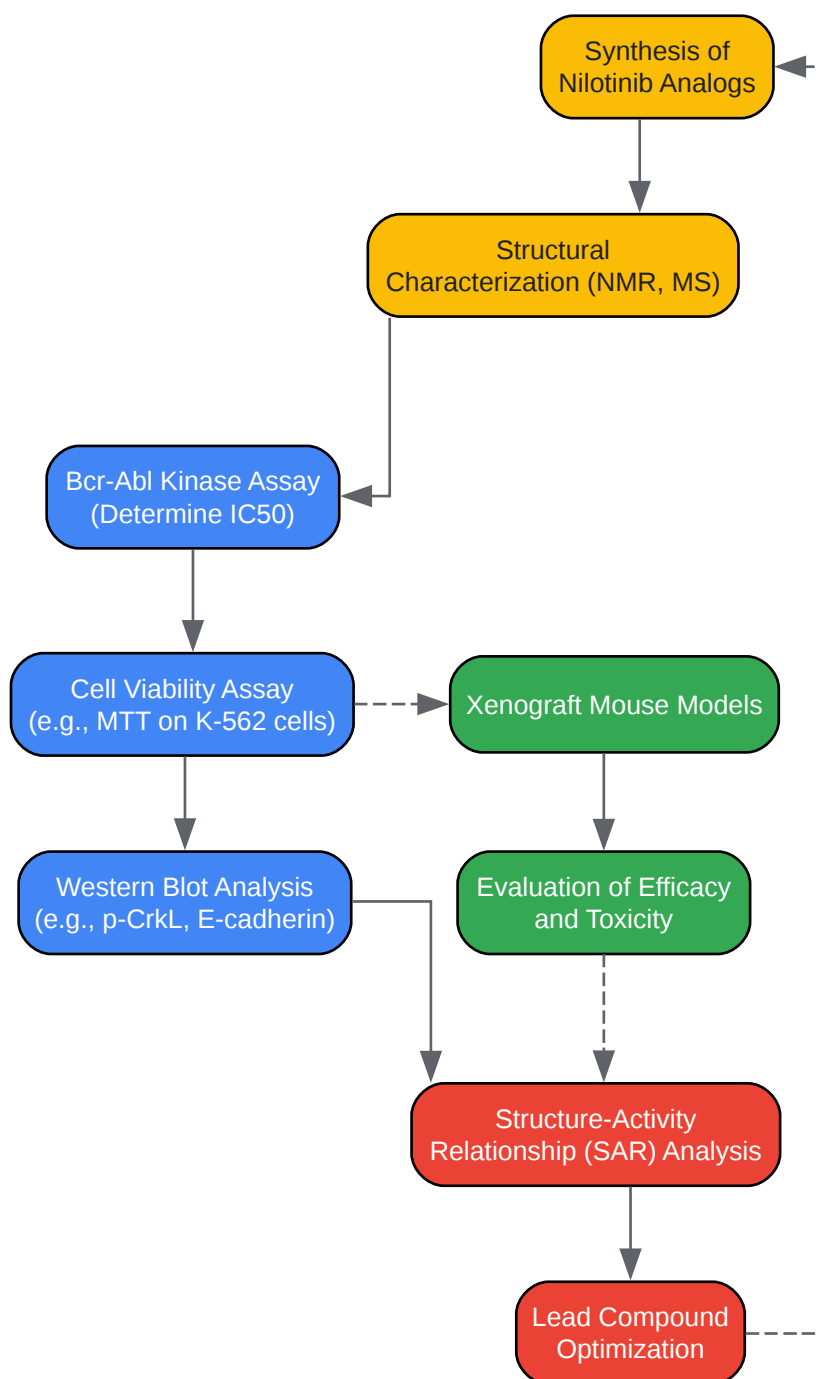 Synthesis of
Nilotinib Analogs
Structural
Characterization (NMR, MS)
Bcr-Abl Kinase Assay
(Determine IC50)
Cell Viability Assay
(e.g., MTT on K-562 cells)
Xenograft Mouse Models
Western Blot Analysis
(e.g., p-CrkL, E-cadherin)
Evaluation of Efficacy
and Toxicity
Structure-Activity
Relationship (SAR) Analysis
Lead Compound
Optimization